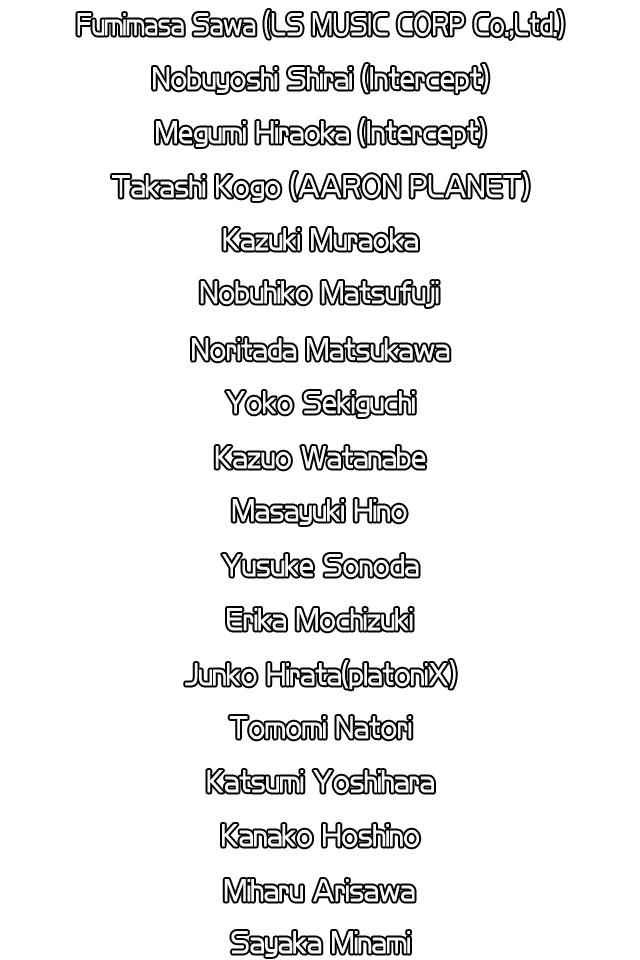 Fumimasa Sawa (LS MUSIC CORP Co.,Ltd.)
Nobuyoshi Shirai (Intercept)
Megumi Hiraoka (Intercept)
Takashi Kogo (AARON PLANET)
Kazuki Muraoka
Nobuhiko Matsufuji
Noritada Matsukawa
Yoko Sekiguchi
Kazuo Watanabe
Masayuki Hino
Yusuke Sonoda
Erika Mochizuki
Junko Hirata(platoniX)
Tomomi Natori
Katsumi Yoshihara
Kanako Hoshino
Miharu Arisawa
Sayaka Minami